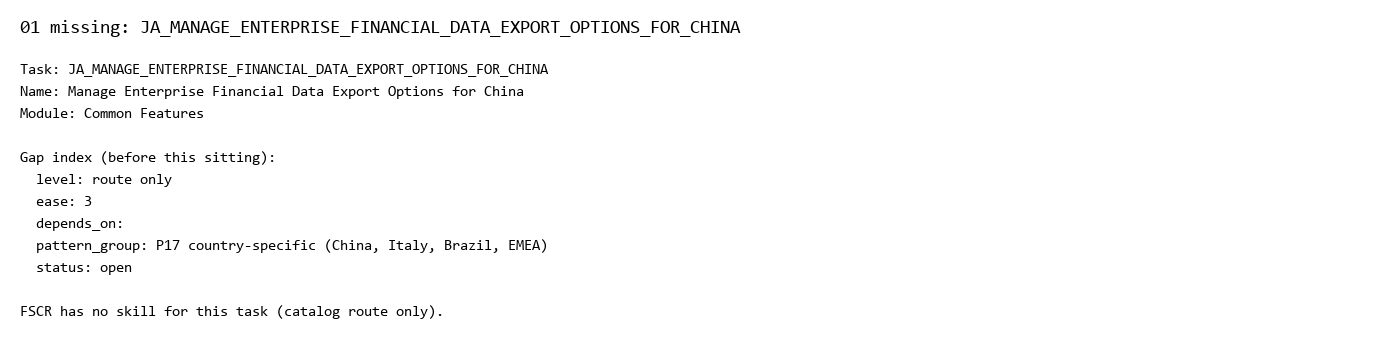 01 missing: JA_MANAGE_ENTERPRISE_FINANCIAL_DATA_EXPORT_OPTIONS_FOR_CHINA
Task: JA_MANAGE_ENTERPRISE_FINANCIAL_DATA_EXPORT_OPTIONS_FOR_CHINA
Name: Manage Enterprise Financial Data Export Options for China
Module: Common Features
Gap index (before this sitting):
level: route only
ease: 3
depends_on:
pattern_group: P17 country-specific (China, Italy, Brazil, EMEA)
status: open
FSCR has no skill for this task (catalog route only).